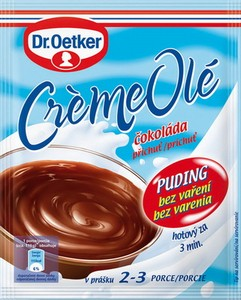 Dr.Oetker
CrèmeOlé
čokoláda
příchuť/príchuť
PUDING
bez vaření
bez varenia
hotový za
3 min.
v prášku 2-3 PORCE/PORCIE
6%